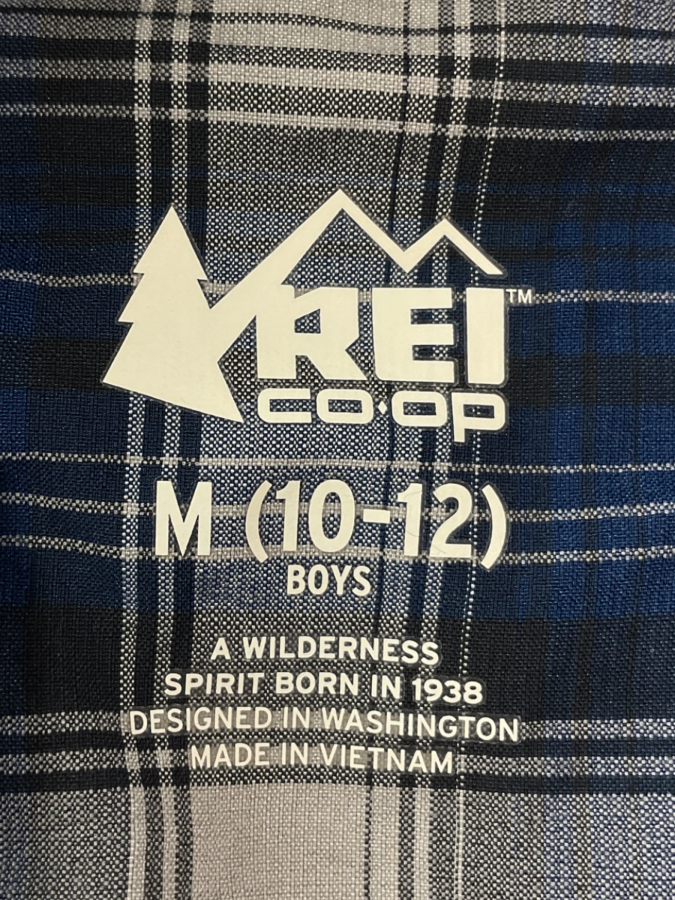 REI™
CO·OP
M (10-12)
BOYS
A WILDERNESS
SPIRIT BORN IN 1938
DESIGNED IN WASHINGTON
MADE IN VIETNAM